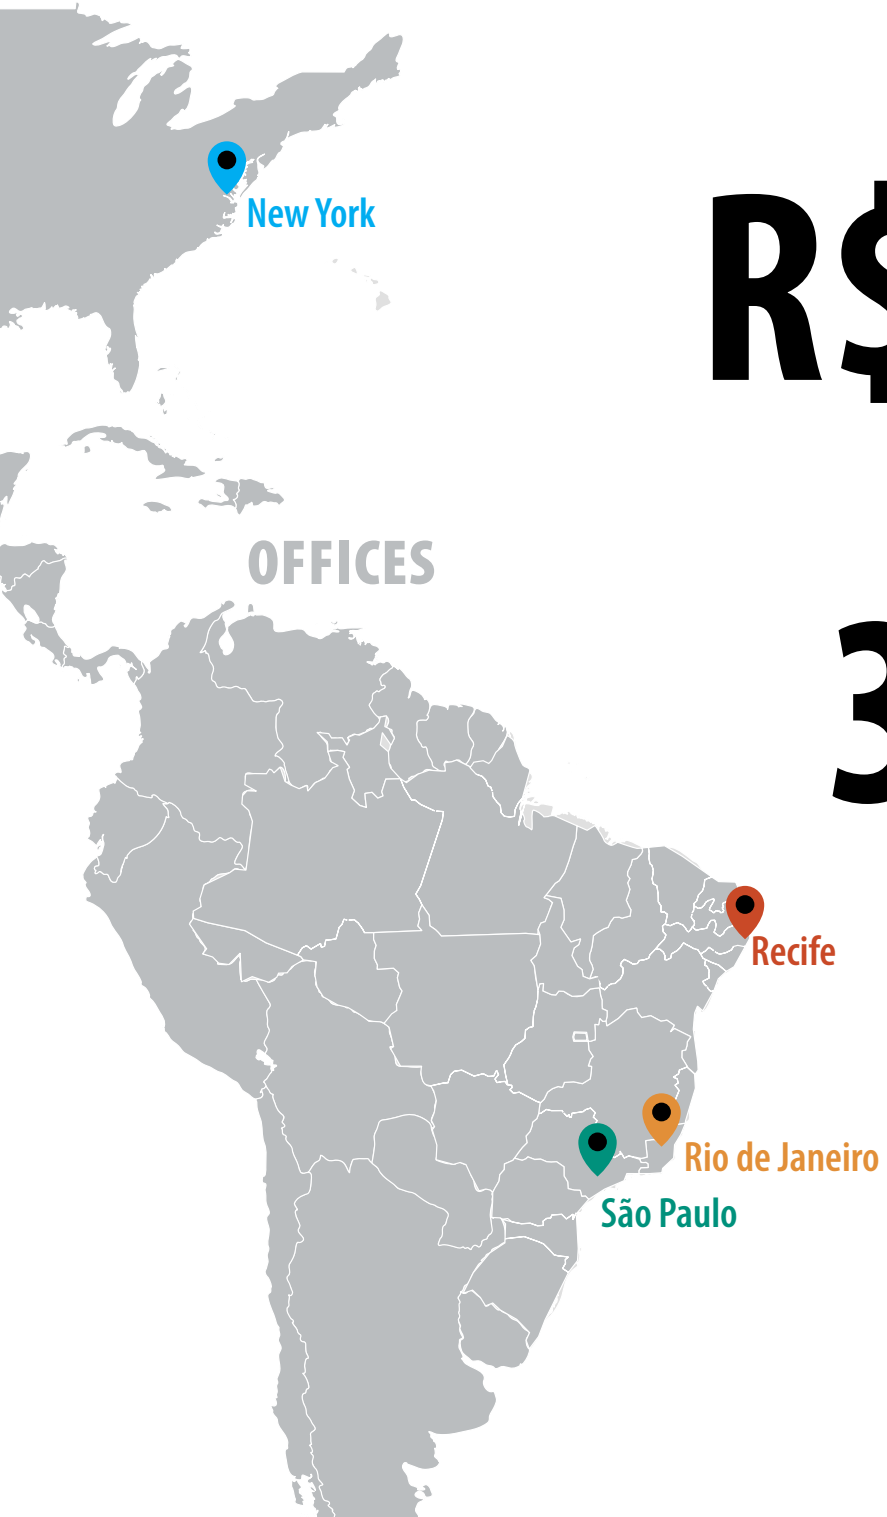 New York
R$
OFFICES
3
Recife
Rio de Janeiro
São Paulo